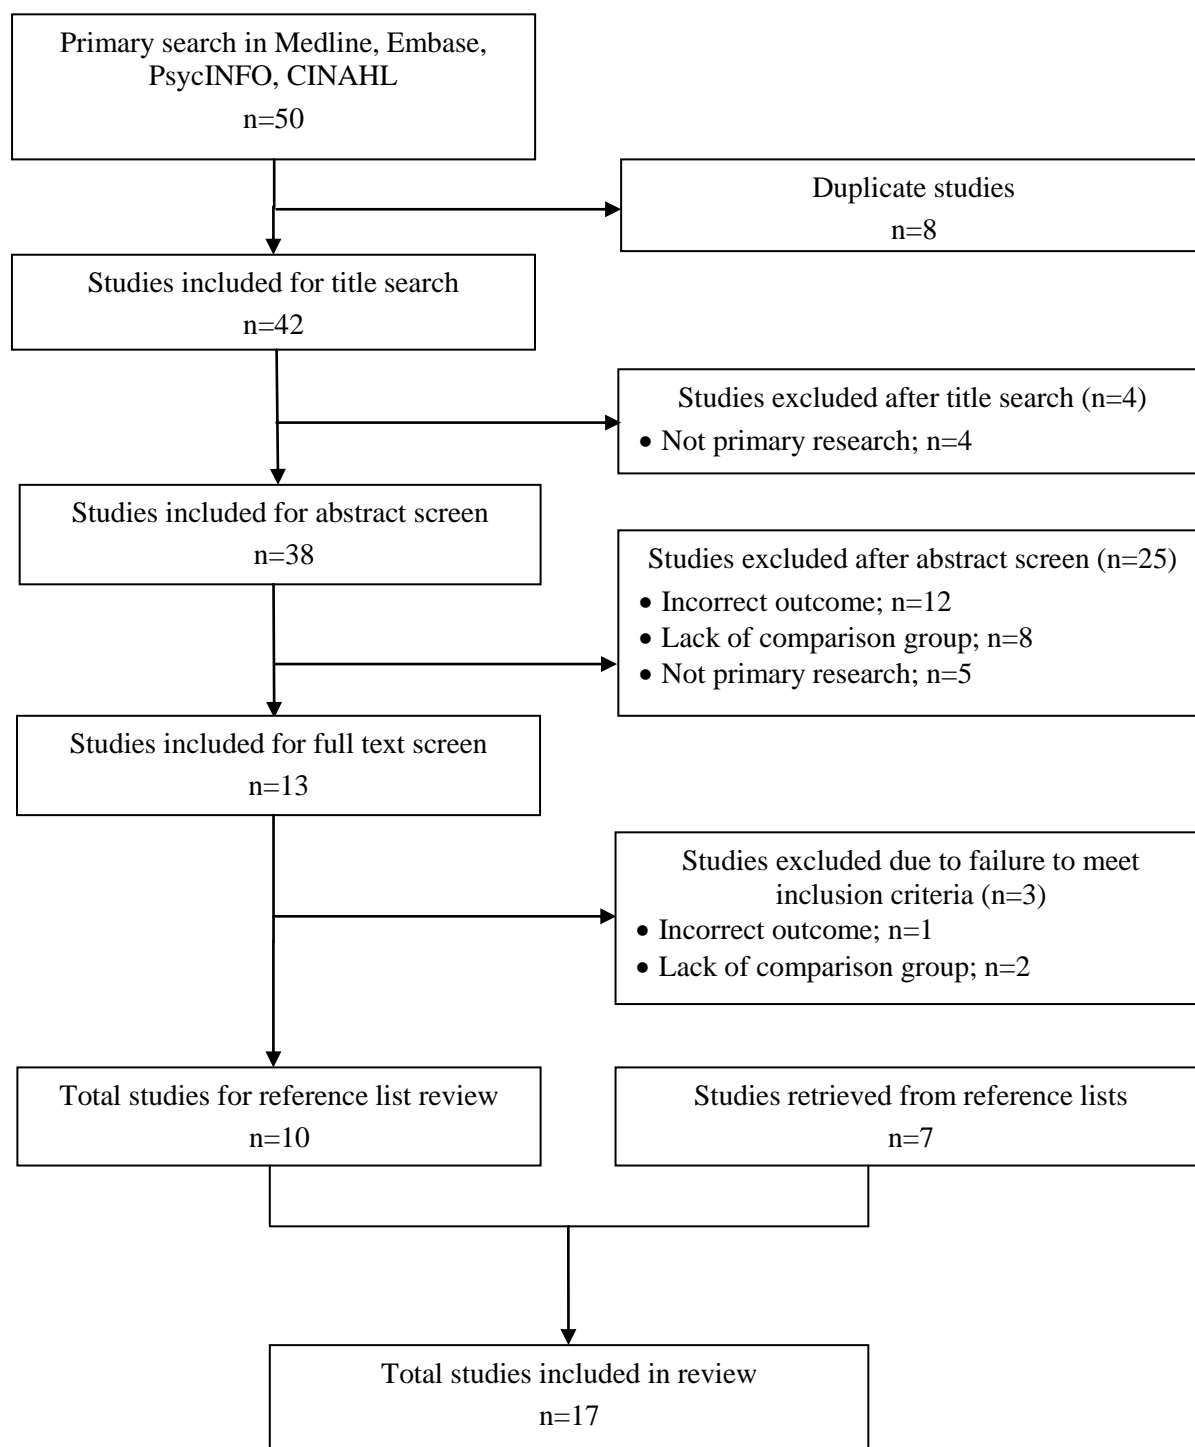 Primary search in Medline, Embase,
PsycINFO, CINAHL
n=50
Duplicate studies
n=8
Studies included for title search
n=42
Studies excluded after title search (n=4)
• Not primary research; n=4
Studies included for abstract screen
n=38
Studies excluded after abstract screen (n=25)
• Incorrect outcome; n=12
• Lack of comparison group; n=8
• Not primary research; n=5
Studies included for full text screen
n=13
Studies excluded due to failure to meet
inclusion criteria (n=3)
• Incorrect outcome; n=1
• Lack of comparison group; n=2
Total studies for reference list review
n=10
Studies retrieved from reference lists
n=7
Total studies included in review
n=17